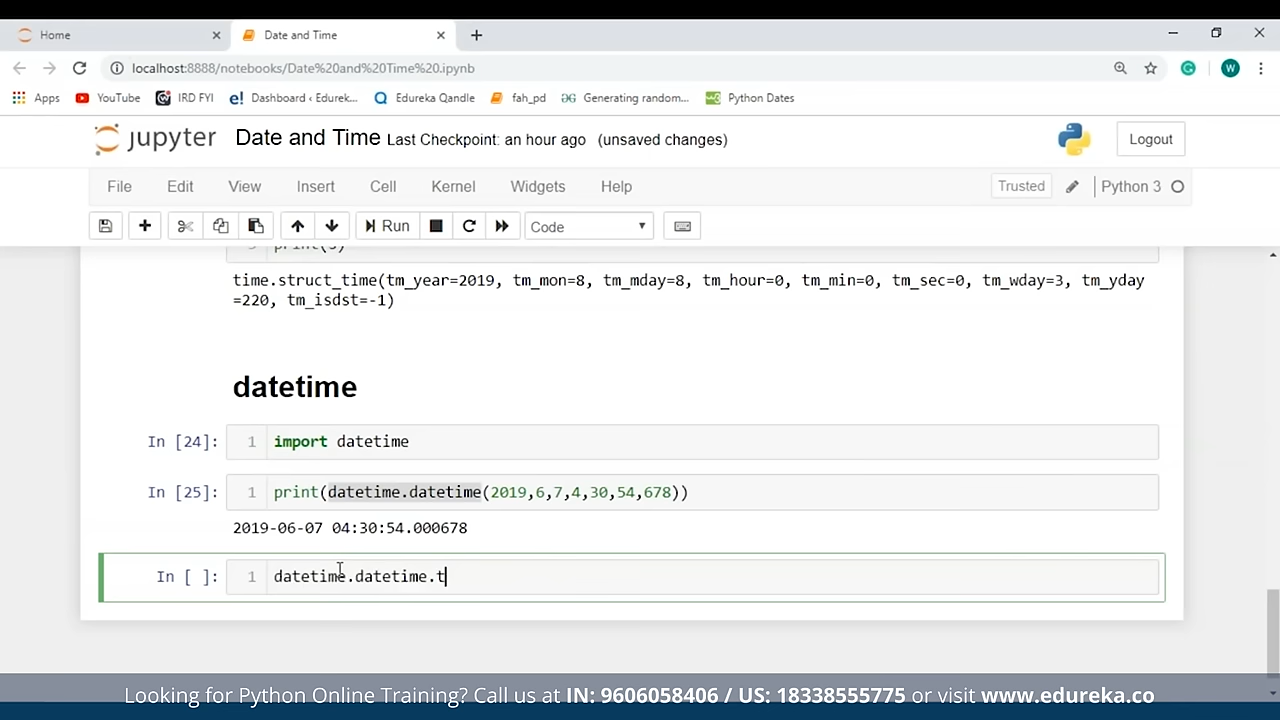 Home
Date and Time
localhost:8888/notebooks/Date%20and%20Time%20.ipynb
W
Apps
YouTube
IRD FYI
Dashboard ‹ Edurek...
Edureka Qandle
fah_pd
Generating random...
Python Dates
jupyter
Date and Time Last Checkpoint: an hour ago (unsaved changes)
Logout
File
Edit
View
Insert
Cell
Kernel
Widgets
Help
Trusted
Python 3
Run
Code
time.struct_time(tm_year=2019, tm_mon=8, tm_mday=8, tm_hour=0, tm_min=0, tm_sec=0, tm_wday=3, tm_yday
=220, tm_isdst=-1)
datetime
In [24]: 1 import datetime
In [25]: 1 print(datetime.datetime(2019,6,7,4,30,54,678))
2019-06-07 04:30:54.000678
In [ ]: 1 datetime.datetime.t
Looking for Python Online Training? Call us at IN: 9606058406 / US: 18338555775 or visit www.edureka.co